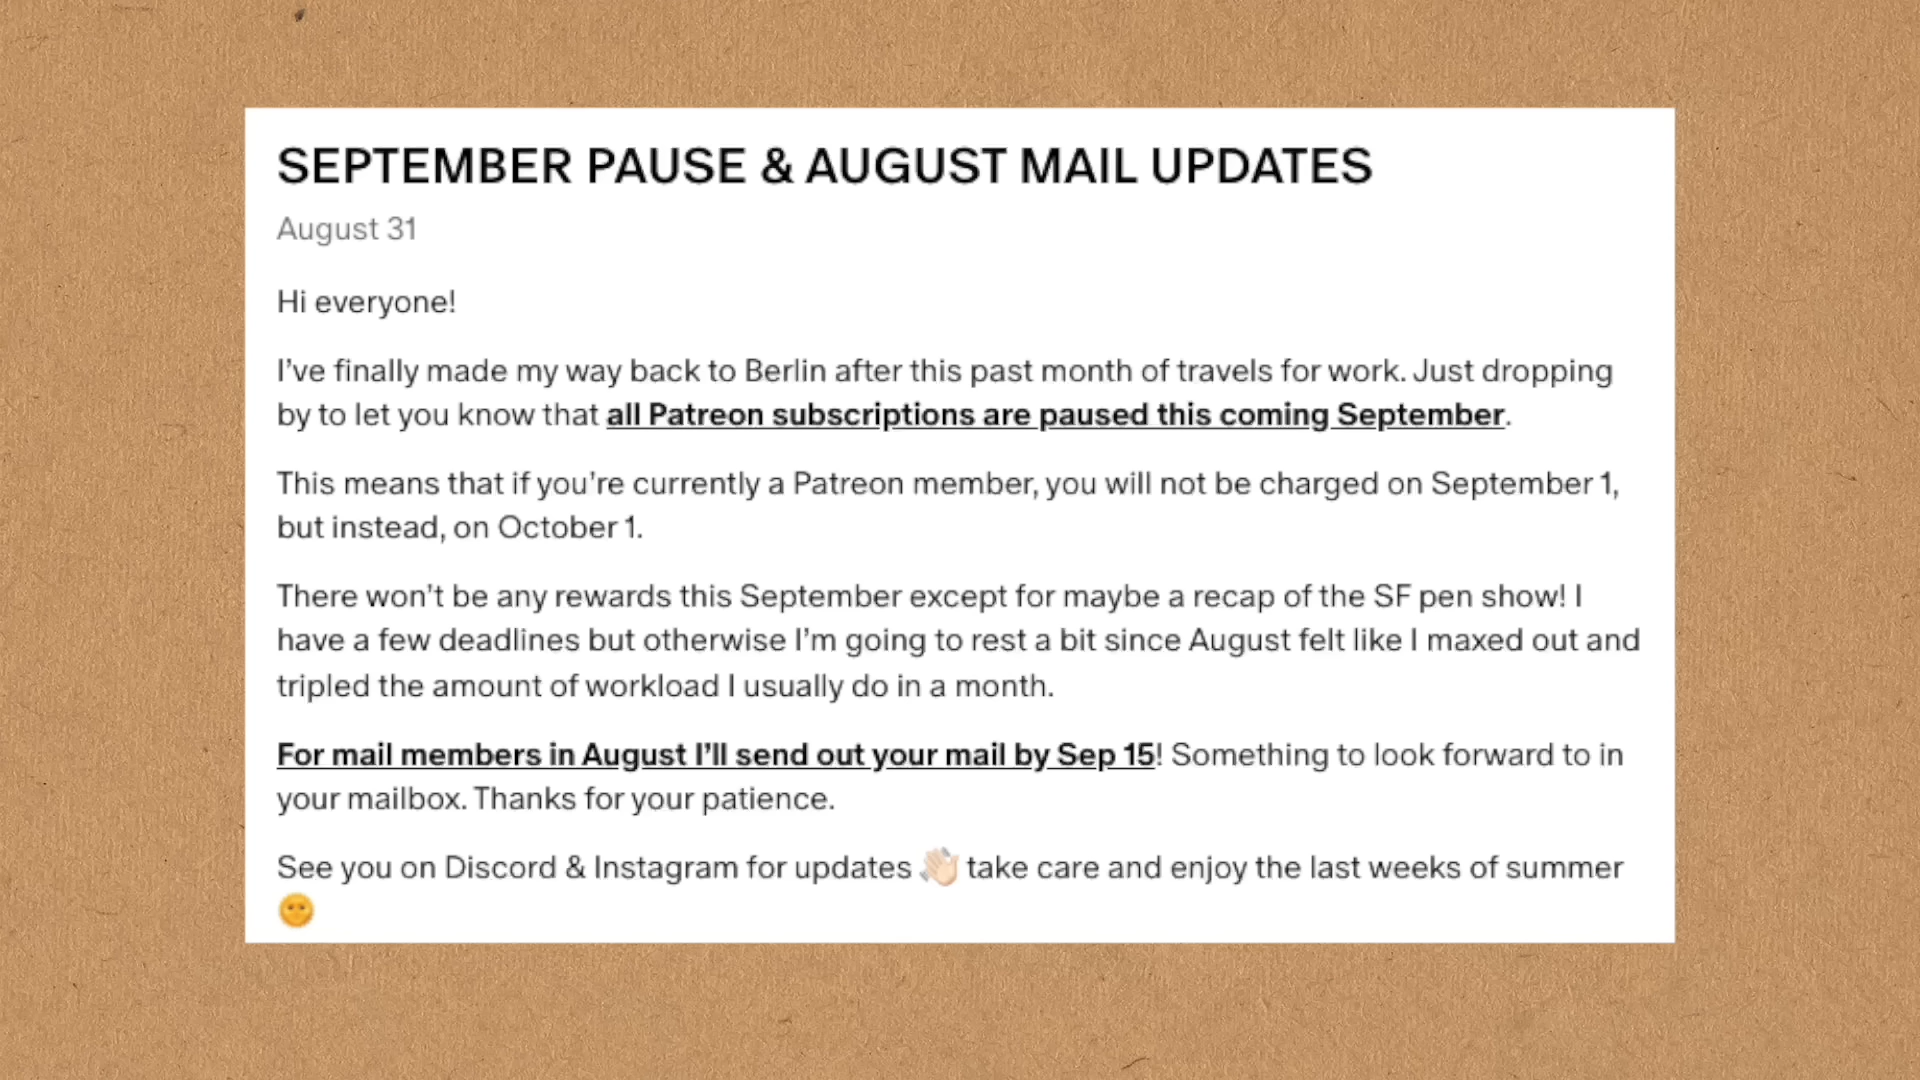 SEPTEMBER PAUSE & AUGUST MAIL UPDATES
August 31
Hi everyone!
I’ve finally made my way back to Berlin after this past month of travels for work. Just dropping
by to let you know that all Patreon subscriptions are paused this coming September.
This means that if you’re currently a Patreon member, you will not be charged on September 1,
but instead, on October 1.
There won’t be any rewards this September except for maybe a recap of the SF pen show! I
have a few deadlines but otherwise I’m going to rest a bit since August felt like I maxed out and
tripled the amount of workload I usually do in a month.
For mail members in August I’ll send out your mail by Sep 15! Something to look forward to in
your mailbox. Thanks for your patience.
See you on Discord & Instagram for updates 👋🏻 take care and enjoy the last weeks of summer
🌞